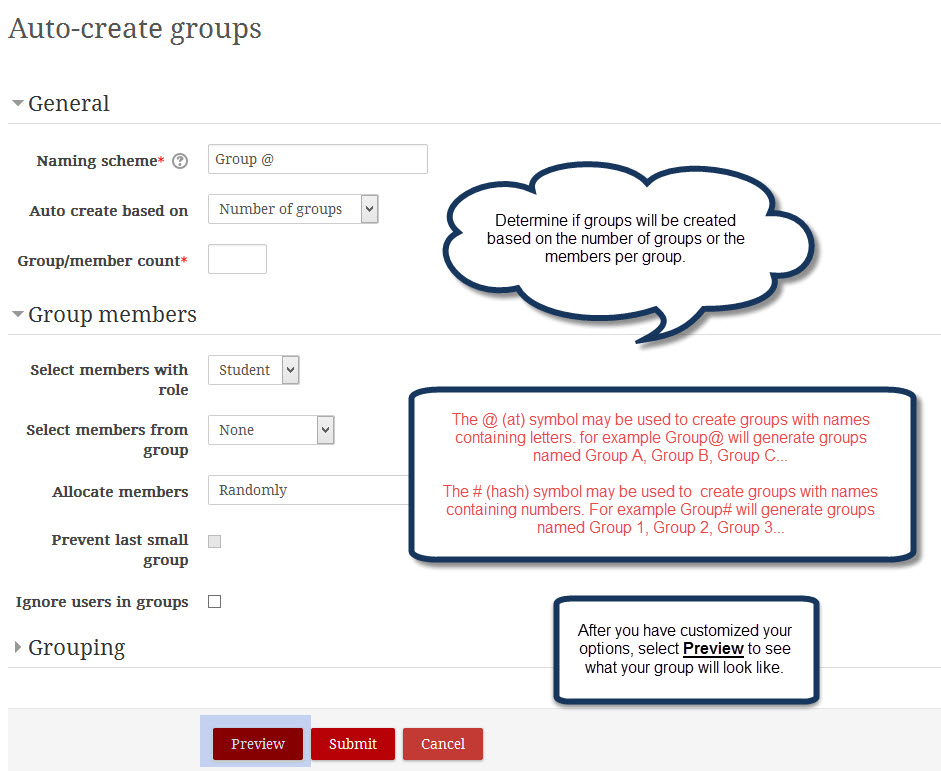 Auto-create groups
General
Naming scheme* ?
Group @
Auto create based on
Number of groups
Determine if groups will be created
based on the number of groups or the
members per group.
Group/member count*
Group members
Select members with
role
Student
Select members from
group
None
The @ (at) symbol may be used to create groups with names
containing letters. for example Group@ will generate groups
named Group A, Group B, Group C...
The # (hash) symbol may be used to  create groups with names
containing numbers. For example Group# will generate groups
named Group 1, Group 2, Group 3...
Allocate members
Randomly
Prevent last small
group
Ignore users in groups
After you have customized your
options, select Preview to see
what your group will look like.
Grouping
Preview
Submit
Cancel